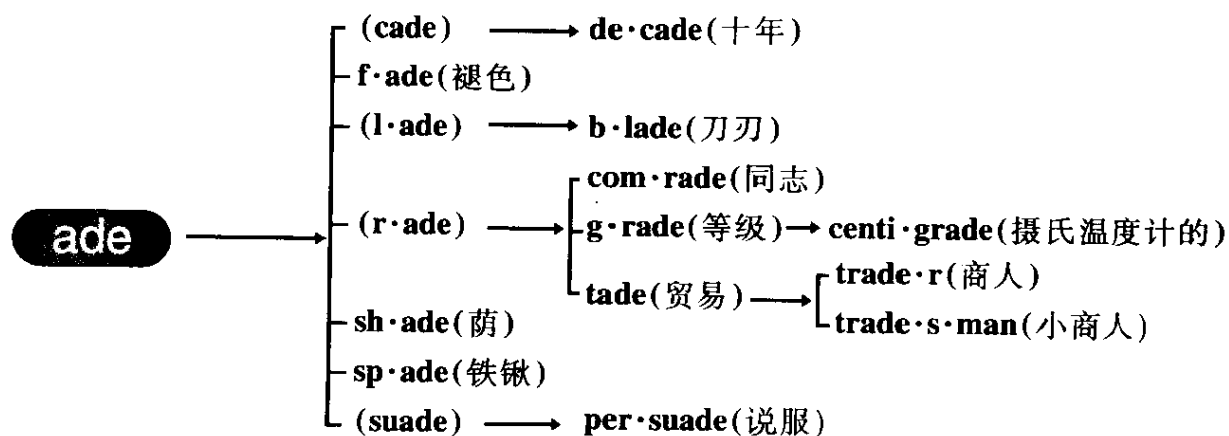 (cade) de·cade(十年)
f·ade(褪色)
(l·ade) b·lade(刀刃)
com·rade(同志)
ade (r·ade) g·rade(等级) centi·grade(摄氏温度计的)
tade(贸易) trade·r(商人)
sh·ade(荫) trade·s·man(小商人)
sp·ade(铁锹)
(suade) per·suade(说服)